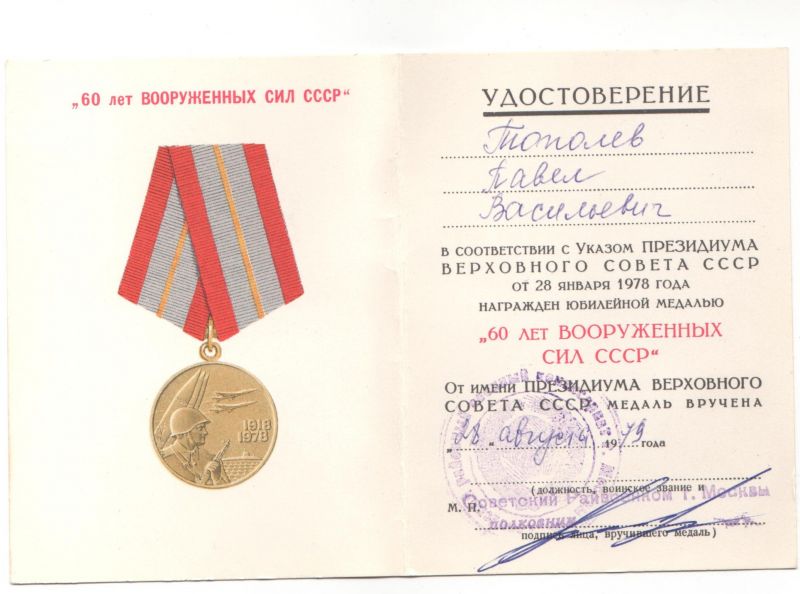 „60 лет ВООРУЖЕННЫХ СИЛ СССР“
1918
1978
УДОСТОВЕРЕНИЕ
Тополев
Павел
Васильевич
в соответствии с Указом ПРЕЗИДИУМА
ВЕРХОВНОГО СОВЕТА СССР
от 28 января 1978 года
награжден юбилейной медалью
„60 лет ВООРУЖЕННЫХ
СИЛ СССР“
От имени ПРЕЗИДИУМА ВЕРХОВНОГО
СОВЕТА СССР медаль вручена
„28“ августа 1979 года
(должность, воинское звание и
Советский Райвоенком г. Москвы
М. П.
полковник
подпись лица, вручившего медаль)